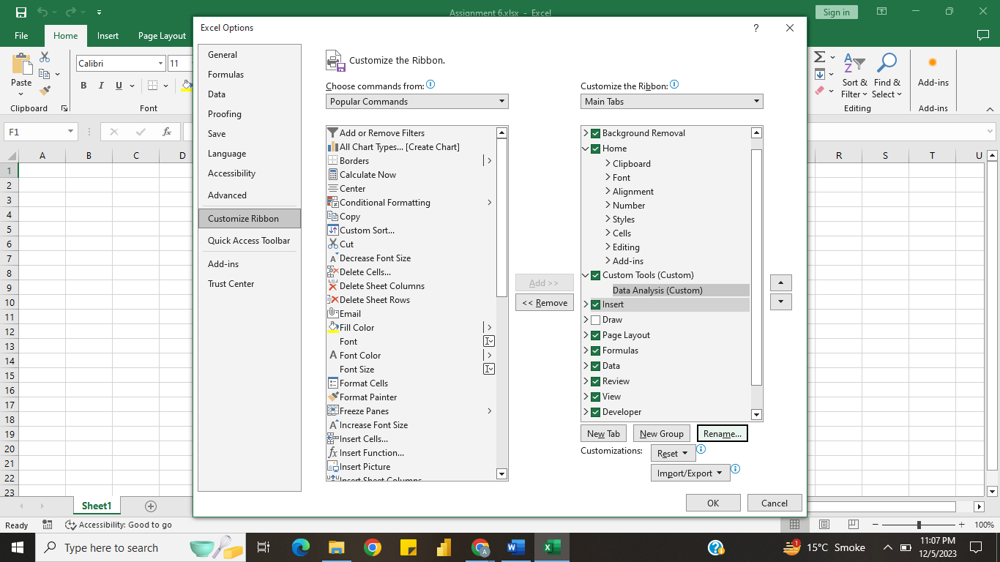 Assignment 6.xlsx - Excel
Sign in
File
Home
Insert
Page Layout
Excel Options
?
Paste
Clipboard
Calibri
11
B I U
Font
Sort &
Filter
Find &
Select
Editing
Add-ins
Add-ins
F1
fx
A B C D
R S T U
1
2
3
4
5
6
7
8
9
10
11
12
13
14
15
16
17
18
19
20
21
22
23
General
Formulas
Data
Proofing
Save
Language
Accessibility
Advanced
Customize Ribbon
Quick Access Toolbar
Add-ins
Trust Center
Customize the Ribbon.
Choose commands from:
Popular Commands
Add or Remove Filters
All Chart Types... [Create Chart]
Borders
Calculate Now
Center
Conditional Formatting
Copy
Custom Sort...
Cut
Decrease Font Size
Delete Cells...
Delete Sheet Columns
Delete Sheet Rows
Email
Fill Color
Font
Font Color
Font Size
Format Cells
Format Painter
Freeze Panes
Increase Font Size
Insert Cells...
Insert Function...
Insert Picture
Insert Sheet Columns
Add >>
<< Remove
Customize the Ribbon:
Main Tabs
Background Removal
Home
Clipboard
Font
Alignment
Number
Styles
Cells
Editing
Add-ins
Custom Tools (Custom)
Data Analysis (Custom)
Insert
Draw
Page Layout
Formulas
Data
Review
View
Developer
New Tab
New Group
Rename...
Customizations:
Reset
Import/Export
OK
Cancel
Sheet1
Ready
Accessibility: Good to go
100%
Type here to search
1
15°C Smoke
11:07 PM
12/5/2023